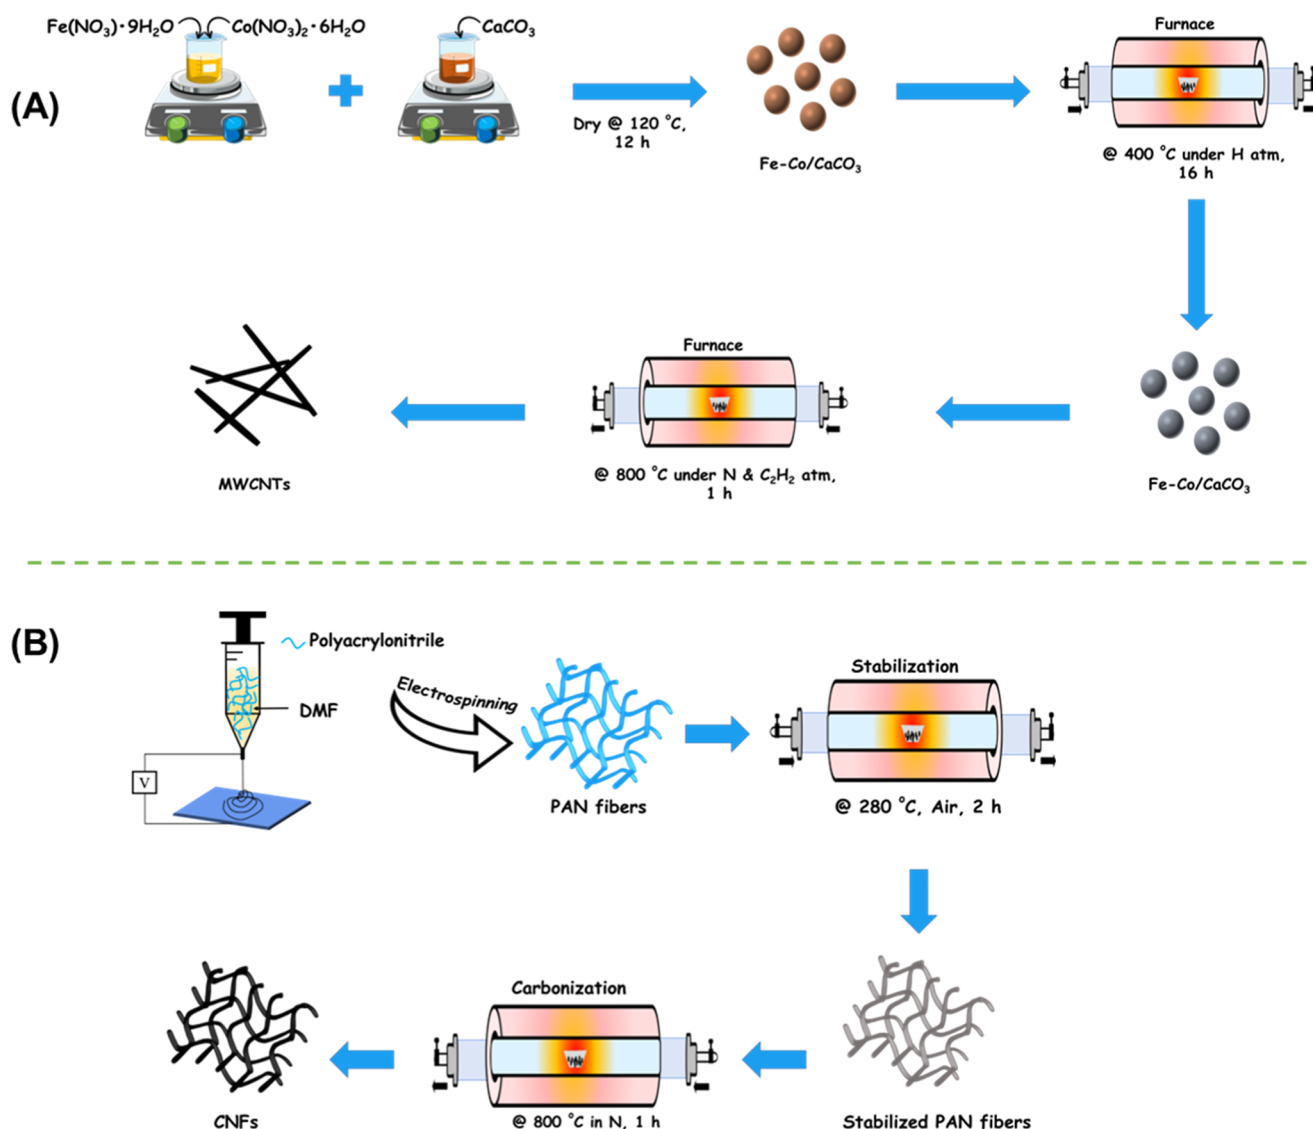 Fe(NO₃)·9H₂O
Co(NO₃)₂·6H₂O
CaCO₃
Furnace
(A)
Dry @ 120 °C,
12 h
Fe-Co/CaCO₃
@ 400 °C under H atm,
16 h
Furnace
MWCNTs
@ 800 °C under N & C₂H₂ atm,
1 h
Fe-Co/CaCO₃
(B)
Polyacrylonitrile
DMF
V
Electrospinning
PAN fibers
Stabilization
@ 280 °C, Air, 2 h
Carbonization
CNFs
@ 800 °C in N, 1 h
Stabilized PAN fibers